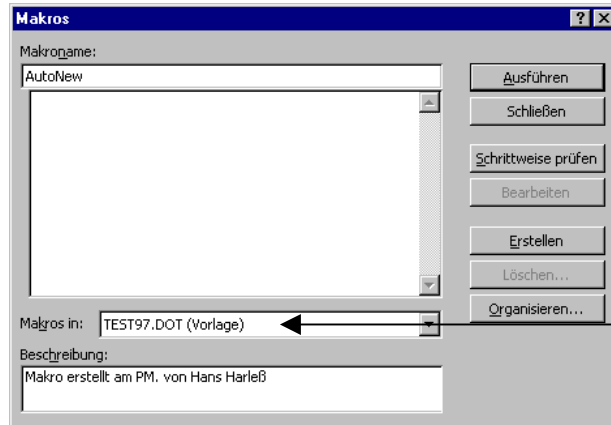 Makros
Makroname:
AutoNew
Ausführen
Schließen
Schrittweise prüfen
Bearbeiten
Erstellen
Löschen...
Organisieren...
Makros in: TEST97.DOT (Vorlage)
Beschreibung:
Makro erstellt am PM. von Hans Harleß